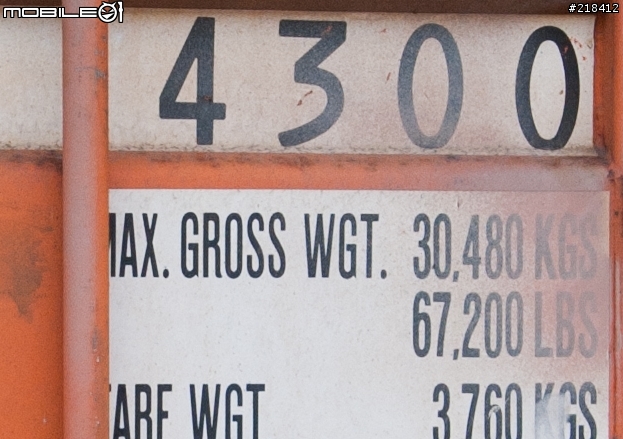 MOBILE01
#218412
4300
MAX. GROSS WGT. 30,480 KGS
67,200 LBS
TARE WGT 3,760 KGS